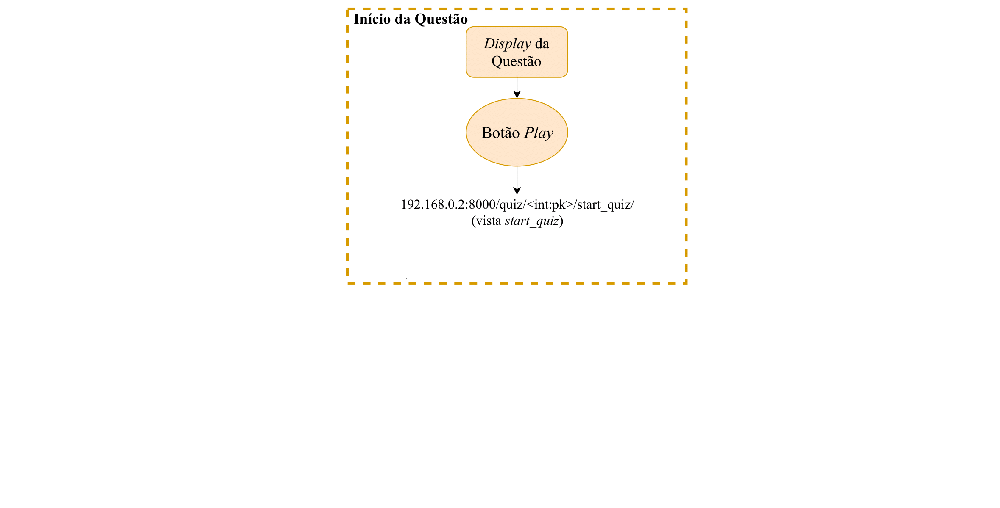 Início da Questão
Display da
Questão
Botão Play
192.168.0.2:8000/quiz/<int:pk>/start_quiz/
(vista start_quiz)